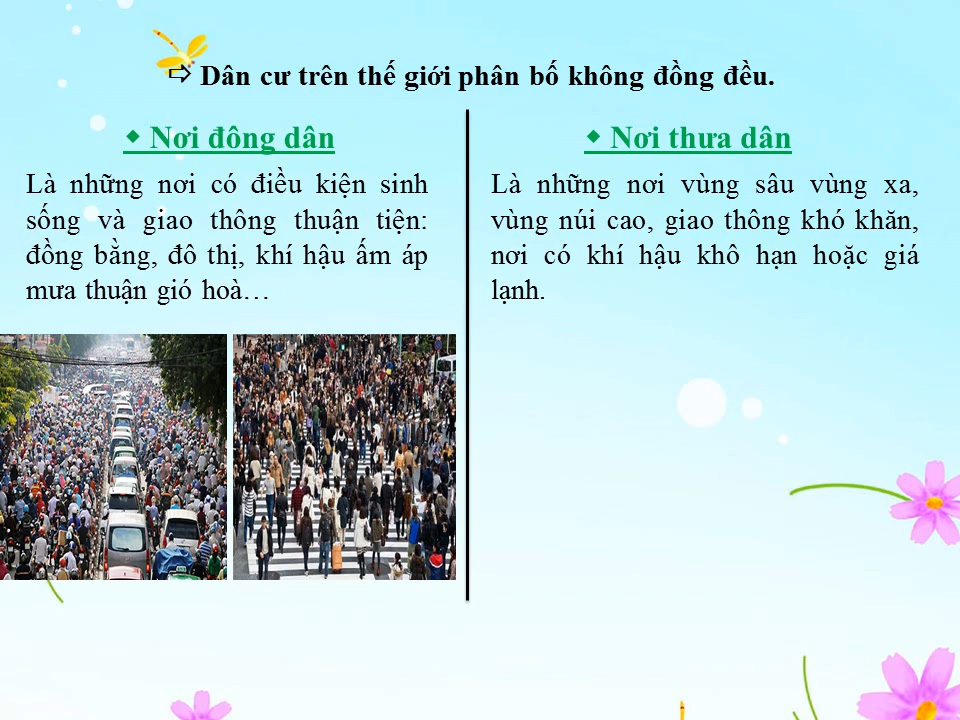 ⇨ Dân cư trên thế giới phân bố không đồng đều.
◆ Nơi đông dân
Là những nơi có điều kiện sinh
sống và giao thông thuận tiện:
đồng bằng, đô thị, khí hậu ấm áp
mưa thuận gió hoà…
◆ Nơi thưa dân
Là những nơi vùng sâu vùng xa,
vùng núi cao, giao thông khó khăn,
nơi có khí hậu khô hạn hoặc giá
lạnh.